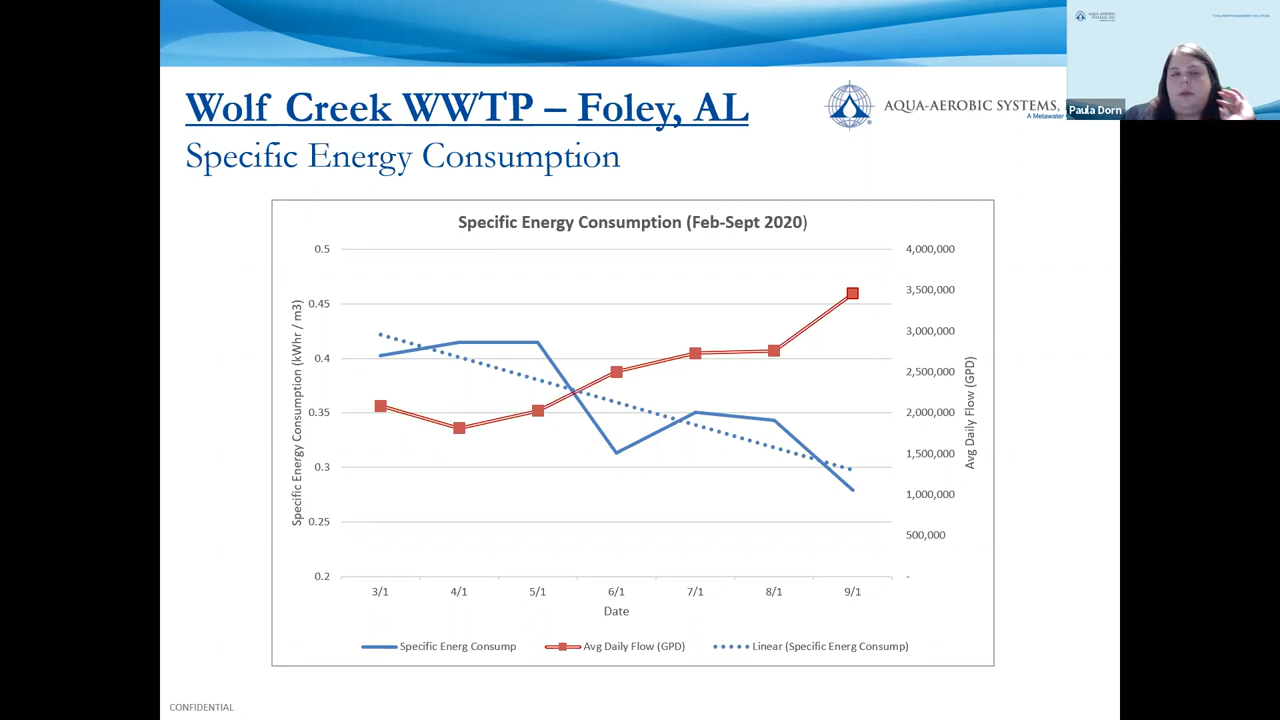 Wolf Creek WWTP – Foley, AL
Specific Energy Consumption
AQUA-AEROBIC SYSTEMS,
A Metawater
Paula Dorn
Specific Energy Consumption (Feb-Sept 2020)
0.5
0.45
0.4
0.35
0.3
0.25
0.2
Specific Energy Consumption (kWhr / m3)
4,000,000
3,500,000
3,000,000
2,500,000
2,000,000
1,500,000
1,000,000
500,000
-
Avg Daily Flow (GPD)
3/1 4/1 5/1 6/1 7/1 8/1 9/1
Date
Specific Energ Consump Avg Daily Flow (GPD) Linear (Specific Energ Consump)
CONFIDENTIAL